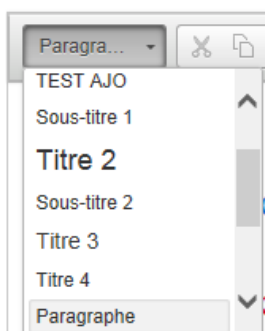 Paragra...
TEST AJO
Sous-titre 1
Titre 2
Sous-titre 2
Titre 3
Titre 4
Paragraphe